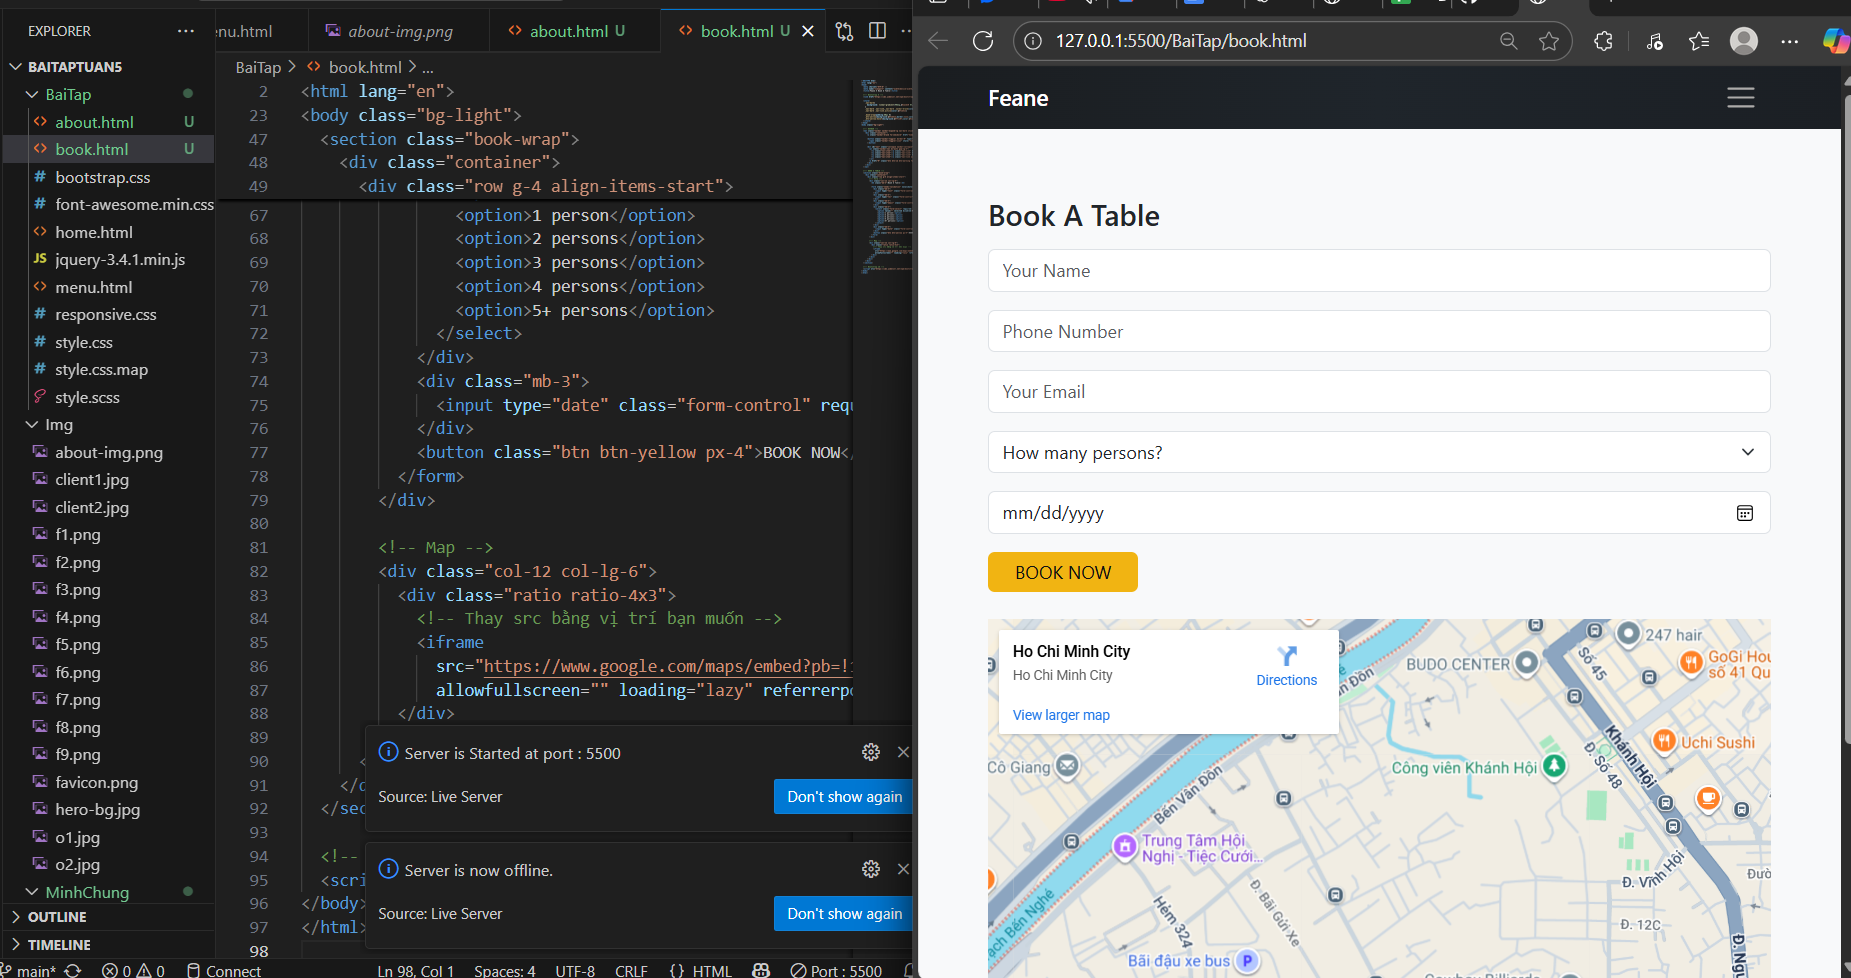 EXPLORER
BAITAPTUAN5
BaiTap
about.html U
book.html U
bootstrap.css
font-awesome.min.css
home.html
JS jquery-3.4.1.min.js
menu.html
responsive.css
style.css
style.css.map
style.scss
Img
about-img.png
client1.jpg
client2.jpg
f1.png
f2.png
f3.png
f4.png
f5.png
f6.png
f7.png
f8.png
f9.png
favicon.png
hero-bg.jpg
o1.jpg
o2.jpg
MinhChung
OUTLINE
TIMELINE
nu.html
about-img.png
about.html U
book.html U
BaiTap > book.html > ...
2 <html lang="en">
23 <body class="bg-light">
47 <section class="book-wrap">
48 <div class="container">
49 <div class="row g-4 align-items-start">
67 <option>1 person</option>
68 <option>2 persons</option>
69 <option>3 persons</option>
70 <option>4 persons</option>
71 <option>5+ persons</option>
72 </select>
73 </div>
74 <div class="mb-3">
75 <input type="date" class="form-control" requ
76 </div>
77 <button class="btn btn-yellow px-4">BOOK NOW</
78 </form>
79 </div>
80
81 <!-- Map -->
82 <div class="col-12 col-lg-6">
83 <div class="ratio ratio-4x3">
84 <!-- Thay src bằng vị trí bạn muốn -->
85 <iframe
86 src="https://www.google.com/maps/embed?pb=!1
87 allowfullscreen="" loading="lazy" referrerpo
88 </div>
89
90 <
91 </d
92 </sec
93
94 <!--
95 <scri
96 </body>
97 </html>
98
Server is Started at port : 5500
Source: Live Server
Don't show again
Server is now offline.
Source: Live Server
Don't show again
main* 0 0 Connect
Ln 98, Col 1 Spaces: 4 UTF-8 CRLF {} HTML Port : 5500
127.0.0.1:5500/BaiTap/book.html
Feane
Book A Table
Your Name
Phone Number
Your Email
How many persons?
mm/dd/yyyy
BOOK NOW
Ho Chi Minh City
Ho Chi Minh City
Directions
View larger map
247 hair
BUDO CENTER
Số 45
GoGi Hou
số 41 Qu
Bến Vân Đồn
Uchi Sushi
Khánh Hội
Đ. Số 48
Cô Giang
Công viên Khánh Hội
Trung Tâm Hội
Nghị - Tiệc Cưới...
Đ. Vĩnh Hội
Đ. Bãi Gửi Xe
Hẻm 324
ạch Bến Nghé
Đ. 12C
Bãi đậu xe bus